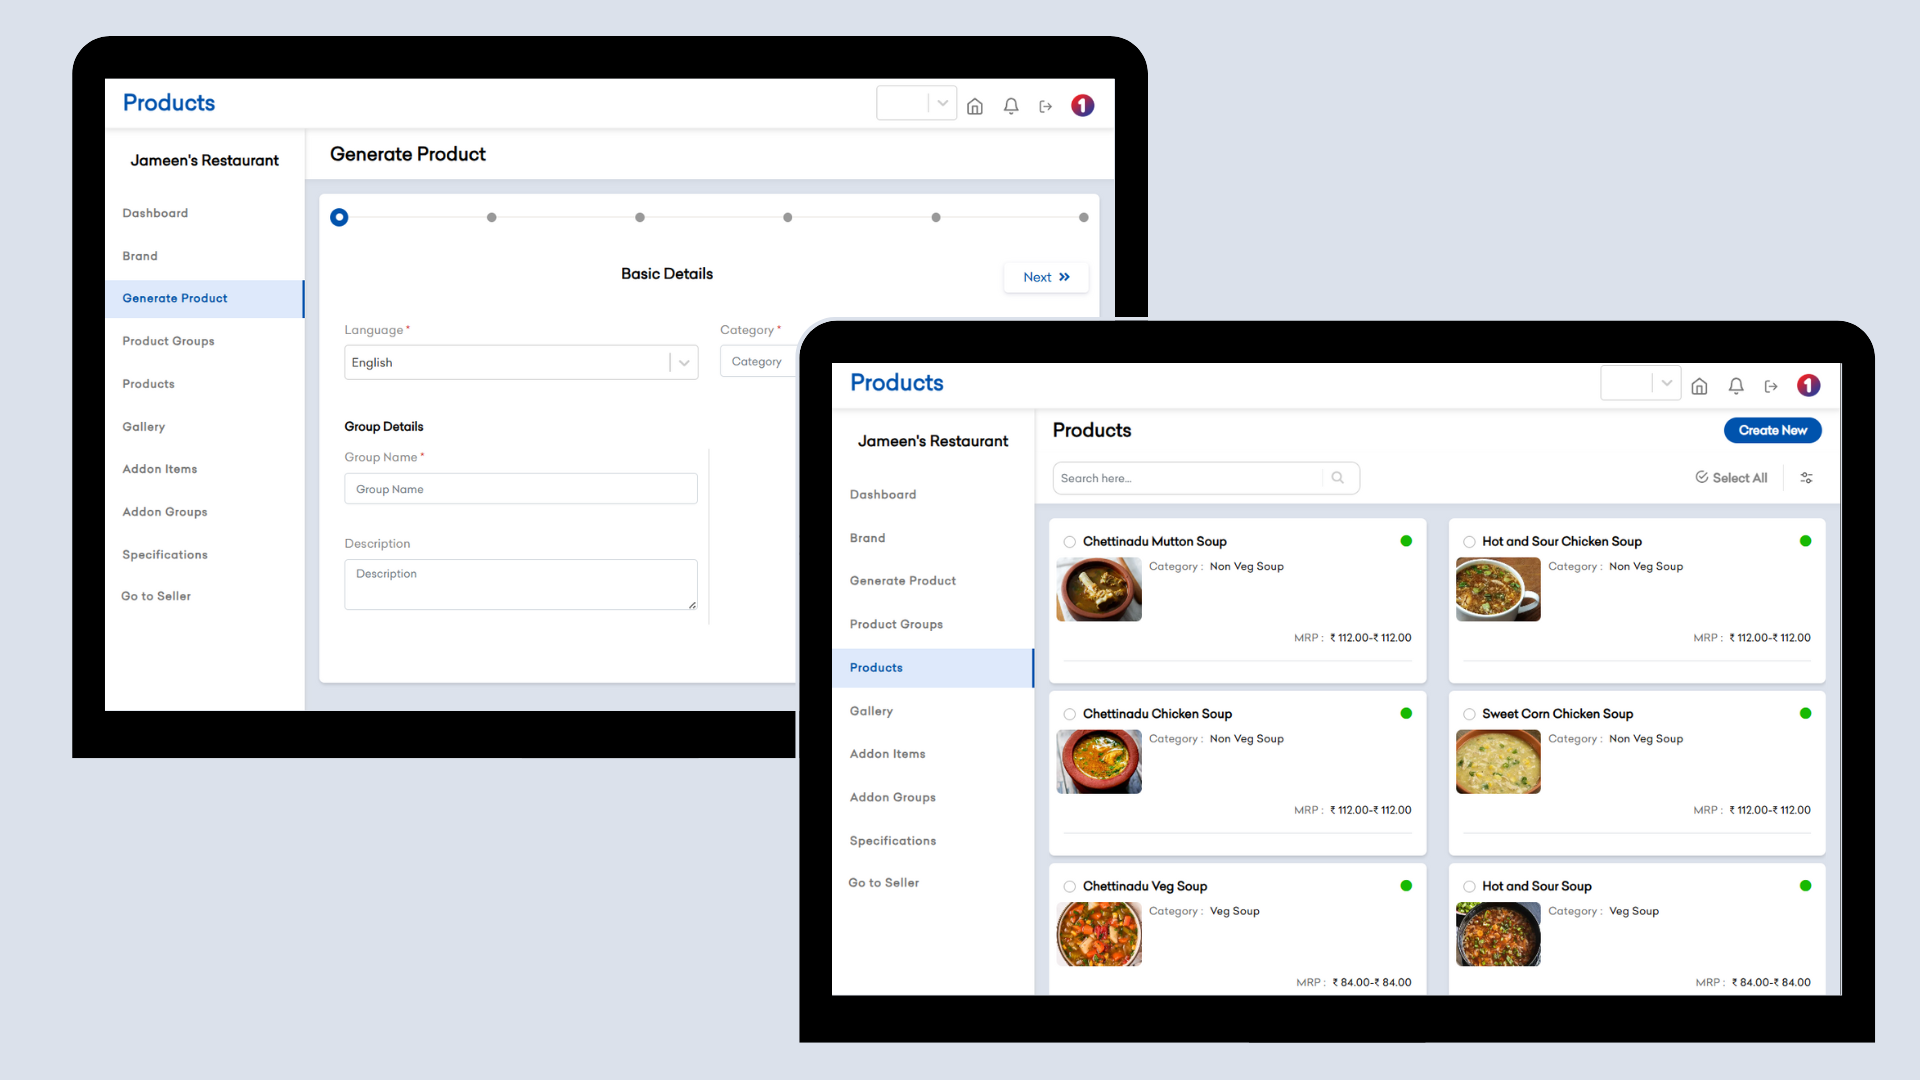 Products
1
Jameen's Restaurant
Generate Product
Dashboard
Brand
Generate Product
Product Groups
Products
Gallery
Addon Items
Addon Groups
Specifications
Go to Seller
Basic Details
Next »
Language *
Category *
English
Category
Group Details
Group Name *
Group Name
Description
Description
Products
1
Jameen's Restaurant
Dashboard
Brand
Generate Product
Product Groups
Products
Gallery
Addon Items
Addon Groups
Specifications
Go to Seller
Products
Create New
Search here...
Select All
Chettinadu Mutton Soup
Category : Non Veg Soup
MRP : ₹ 112.00-₹ 112.00
Hot and Sour Chicken Soup
Category : Non Veg Soup
MRP : ₹ 112.00-₹ 112.00
Chettinadu Chicken Soup
Category : Non Veg Soup
MRP : ₹ 112.00-₹ 112.00
Sweet Corn Chicken Soup
Category : Non Veg Soup
MRP : ₹ 112.00-₹ 112.00
Chettinadu Veg Soup
Category : Veg Soup
MRP : ₹ 84.00-₹ 84.00
Hot and Sour Soup
Category : Veg Soup
MRP : ₹ 84.00-₹ 84.00